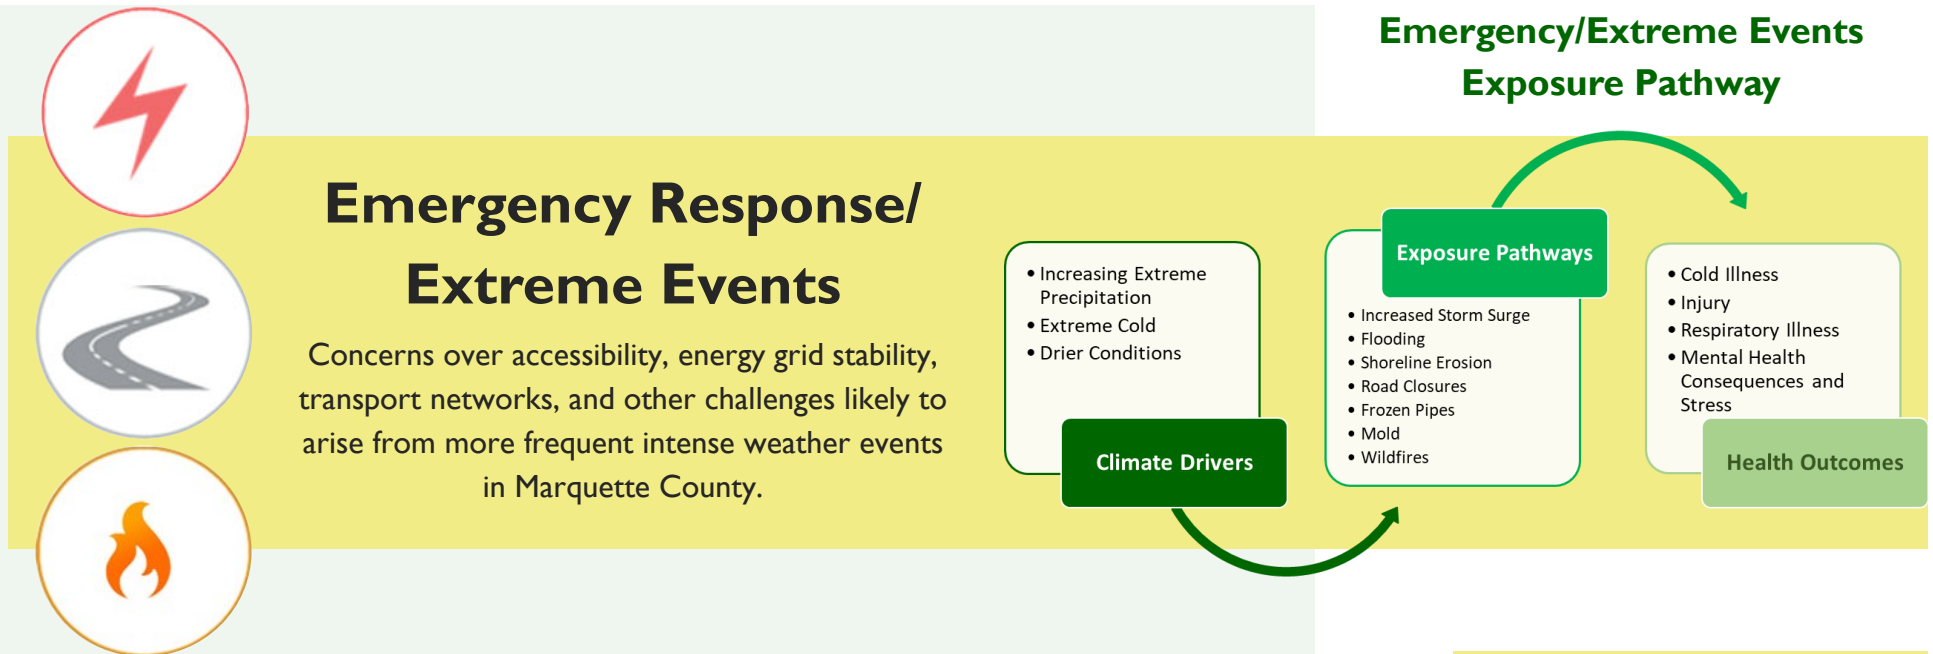 Emergency/Extreme Events
Exposure Pathway
Emergency Response/
Extreme Events
Concerns over accessibility, energy grid stability,
transport networks, and other challenges likely to
arise from more frequent intense weather events
in Marquette County.
• Increasing Extreme
Precipitation
• Extreme Cold
• Drier Conditions
Climate Drivers
Exposure Pathways
• Increased Storm Surge
• Flooding
• Shoreline Erosion
• Road Closures
• Frozen Pipes
• Mold
• Wildfires
• Cold Illness
• Injury
• Respiratory Illness
• Mental Health
Consequences and
Stress
Health Outcomes